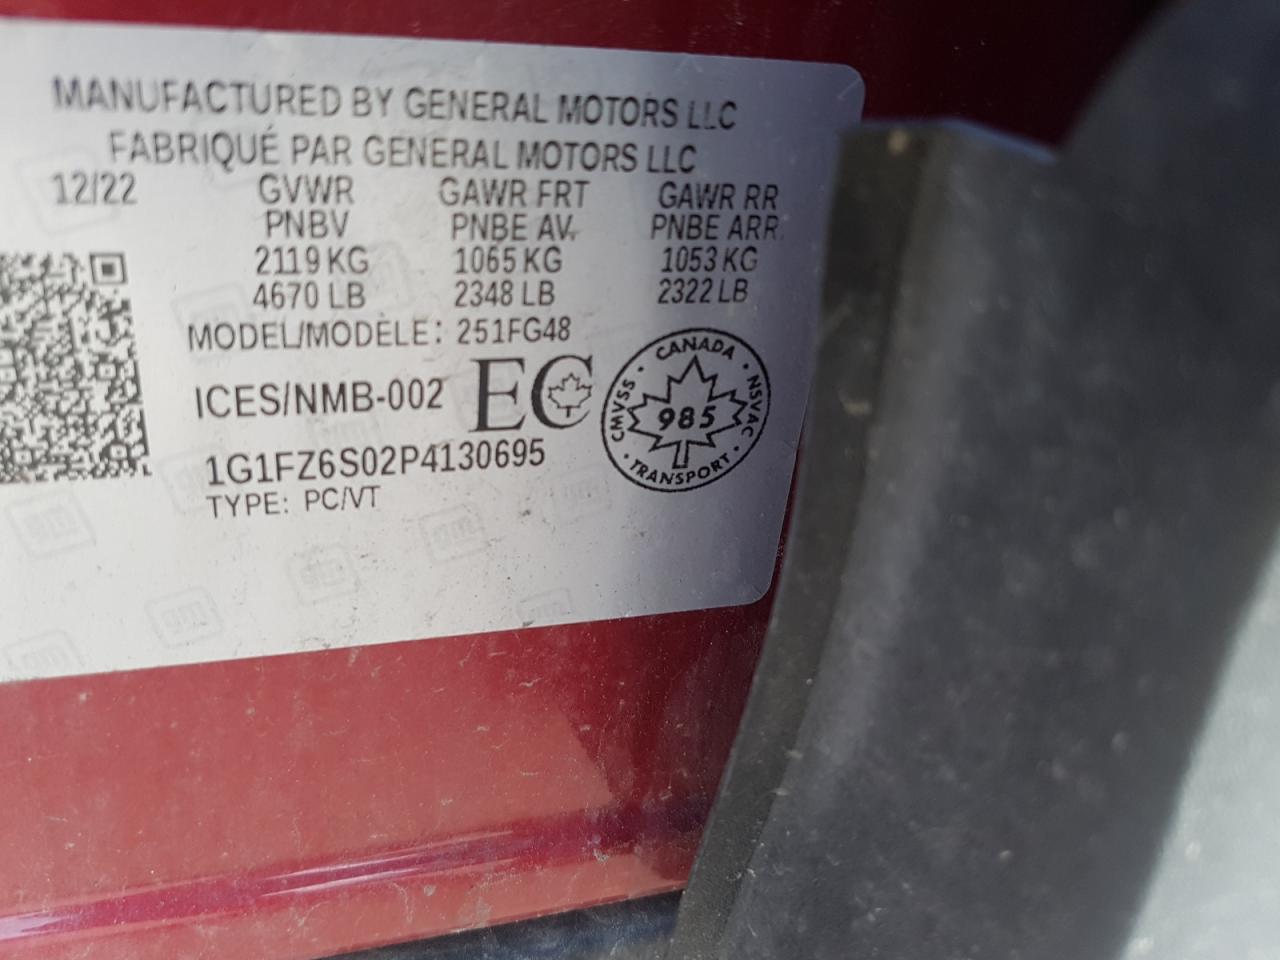 MANUFACTURED BY GENERAL MOTORS LLC
FABRIQUÉ PAR GENERAL MOTORS LLC
12/22 GVWR GAWR FRT GAWR RR
PNBV PNBE AV. PNBE ARR.
2119 KG 1065 KG 1053 KG
4670 LB 2348 LB 2322 LB
MODEL/MODÈLE: 251FG48
ICES/NMB-002 EC
CANADA
CMVSS 985 NSVAC
TRANSPORT
1G1FZ6S02P4130695
TYPE: PC/VT